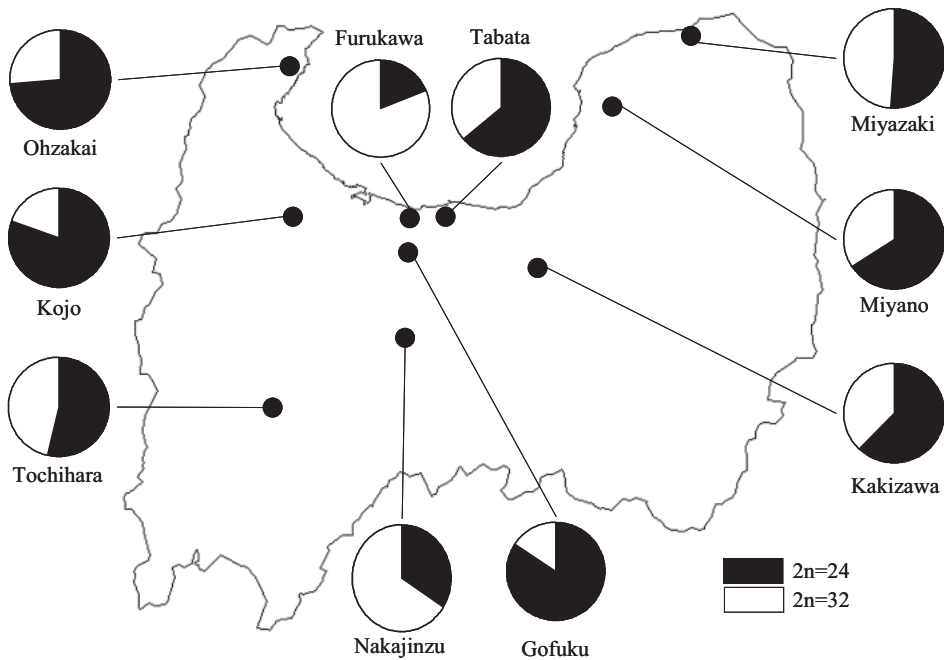 Furukawa
Tabata
Ohzakai
Miyazaki
Kojo
Miyano
Tochihara
Kakizawa
Nakajinzu
Gofuku
2n=24
2n=32